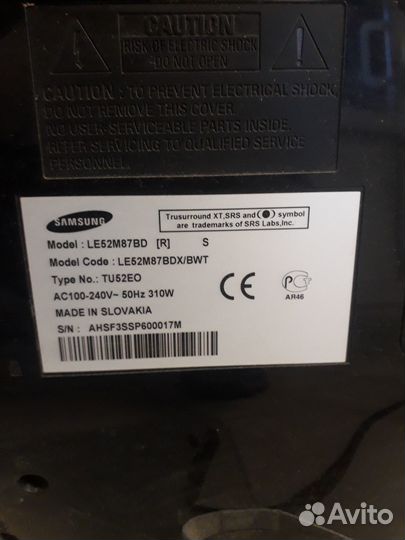 CAUTION
RISK OF ELECTRIC SHOCK
-DO NOT OPEN
CAUTION : TO PREVENT ELECTRICAL SHOCK,
DO NOT REMOVE THIS COVER.
NO USER-SERVICEABLE PARTS INSIDE.
REFER SERVICING TO QUALIFIED SERVICE
PERSONNEL.
SAMSUNG
Trusurround XT, SRS and (●) symbol
are trademarks of SRS Labs,Inc.
Model : LE52M87BD [R] S
Model Code : LE52M87BDX/BWT
Type No.: TU52EO
AC100-240V~ 50Hz 310W
MADE IN SLOVAKIA
CE
РСТ
AR46
S/N : AHSF3SSP600017M
Avito